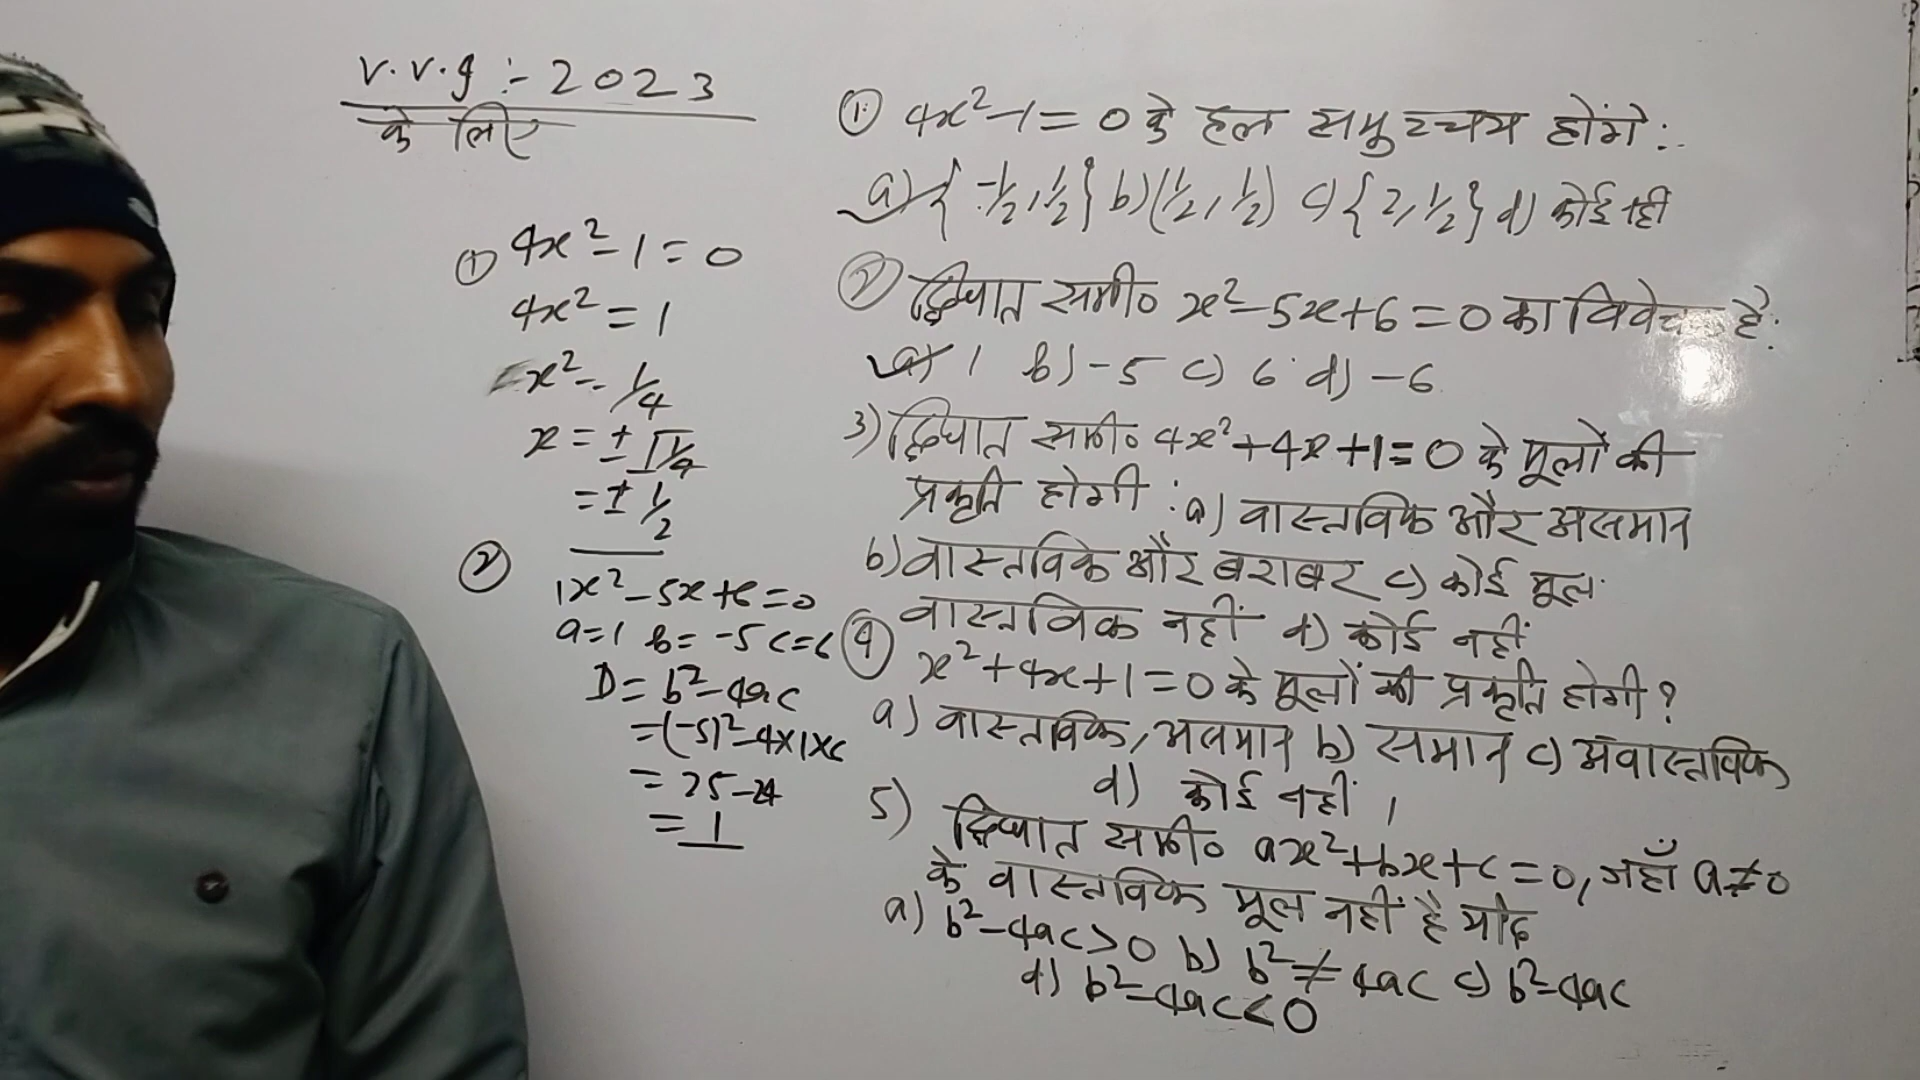 V.V.I :- 2023
के लिए
① 4x² - 1 = 0
4x² = 1
x² = 1/4
x = ± √1/4
= ± 1/2
②
1x² - 5x + 6 = 0
a = 1 b = -5 c = 6
D = b² - 4ac
= (-5)² - 4×1×6
= 25 - 24
= 1
① 4x² - 1 = 0 के हल समुच्चय होंगे :-
a) {-1/2, 1/2} b) (1/2, 1/2) c) {2, 1/2} d) कोई नहीं
② द्विघात समी० x² - 5x + 6 = 0 का विवेचक है:
a) 1 b) -5 c) 6 d) -6
3) द्विघात समी० 4x² + 4x + 1 = 0 के मूलों की
प्रकृति होगी : a) वास्तविक और असमान
b) वास्तविक और बराबर c) कोई मूल
वास्तविक नहीं d) कोई नहीं
④ x² + 4x + 1 = 0 के मूलों की प्रकृति होगी ?
a) वास्तविक, असमान b) समान c) अवास्तविक
d) कोई नहीं ।
5) द्विघात समी० ax² + bx + c = 0, जहाँ a ≠ 0
के वास्तविक मूल नहीं है यदि
a) b² - 4ac > 0 b) b² ≠ 4ac c) b² = 4ac
d) b² - 4ac < 0